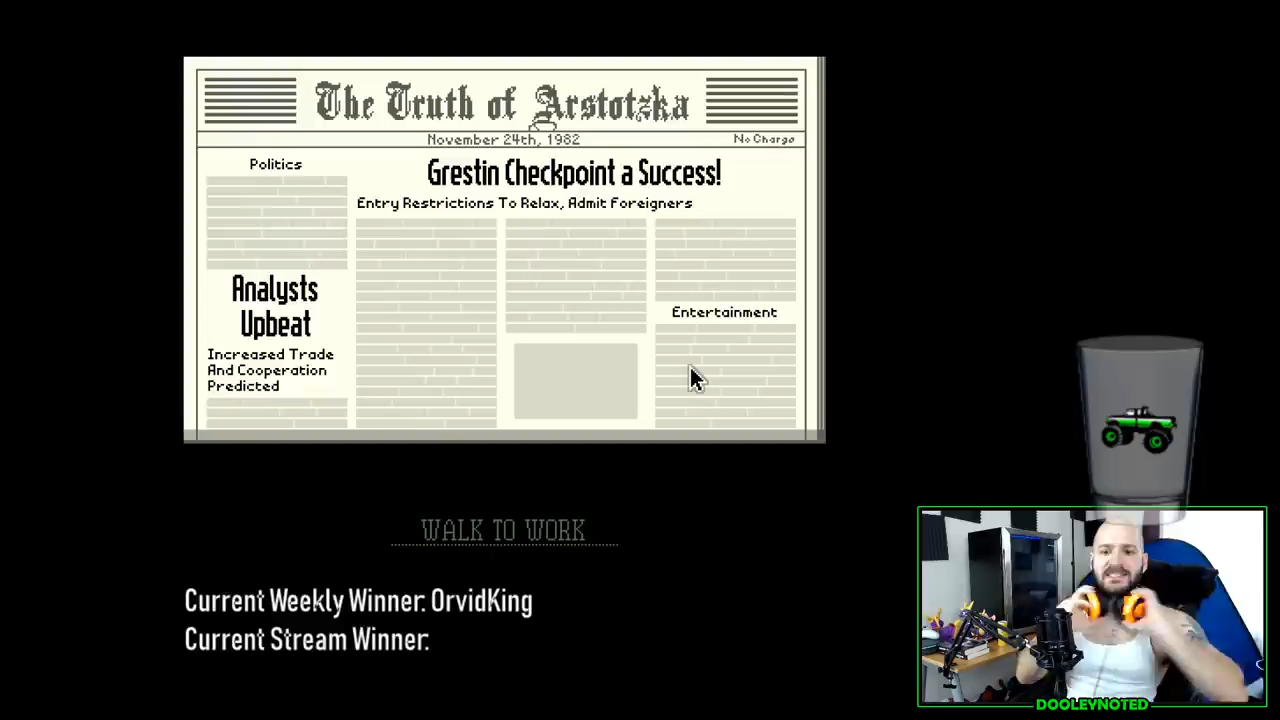 The Truth of Arstotzka
November 24th, 1982
No Charge
Politics
Grestin Checkpoint a Success!
Entry Restrictions To Relax, Admit Foreigners
Analysts
Upbeat
Increased Trade
And Cooperation
Predicted
Entertainment
WALK TO WORK
Current Weekly Winner: OrvidKing
Current Stream Winner:
DOOLEYNOTED